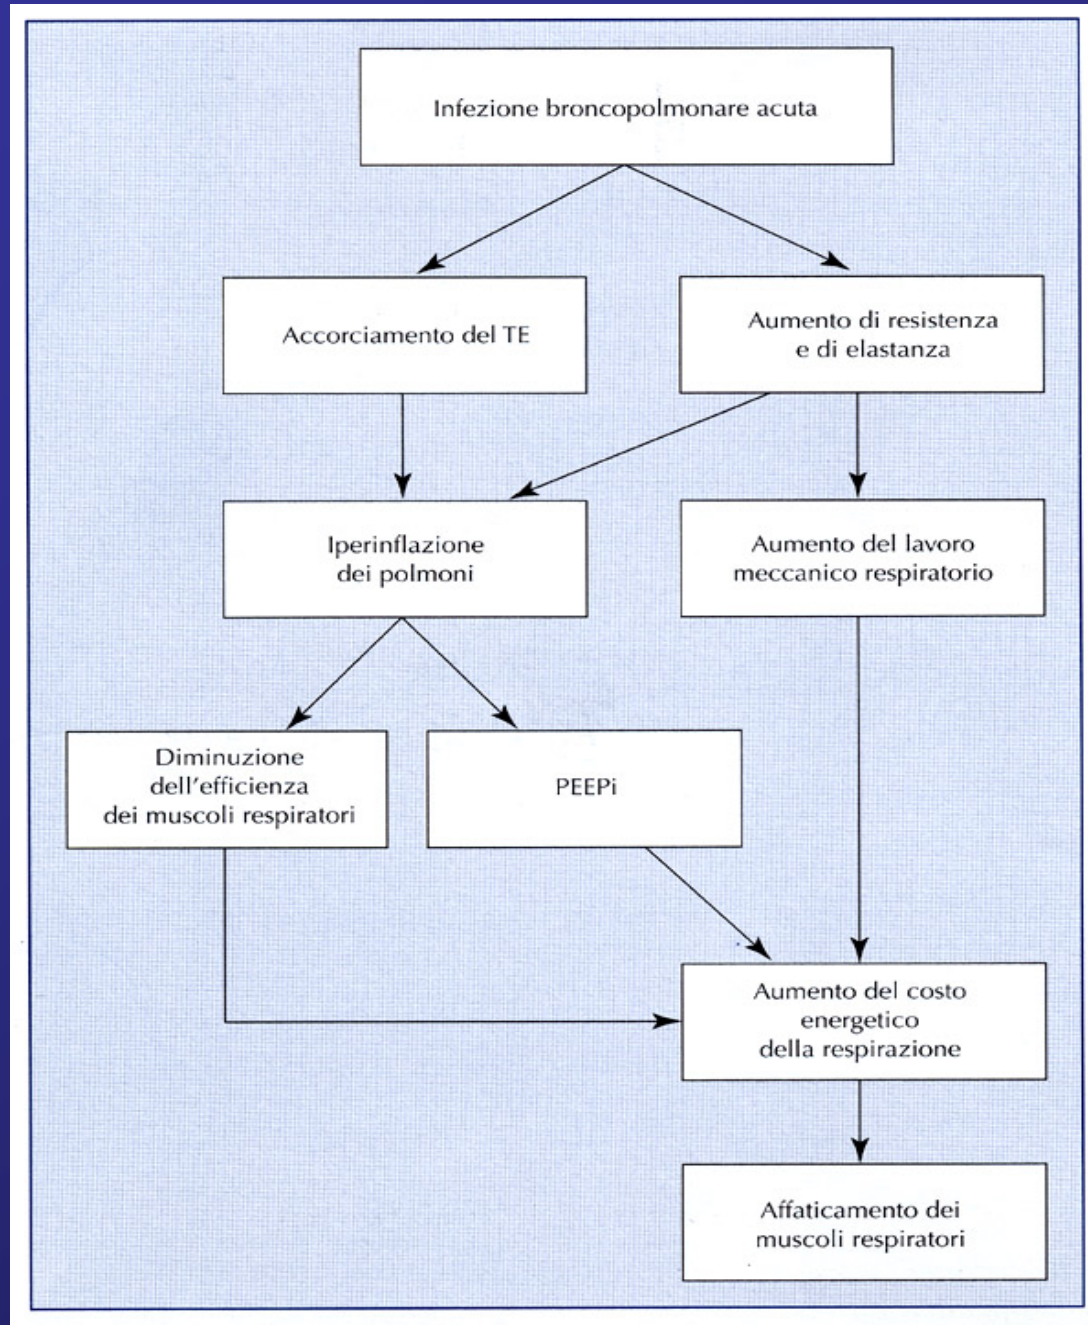 Infezione broncopolmonare acuta
Accorciamento del TE
Aumento di resistenza
e di elastanza
Iperinflazione
dei polmoni
Aumento del lavoro
meccanico respiratorio
Diminuzione
dell'efficienza
dei muscoli respiratori
PEEPi
Aumento del costo
energetico
della respirazione
Affaticamento dei
muscoli respiratori